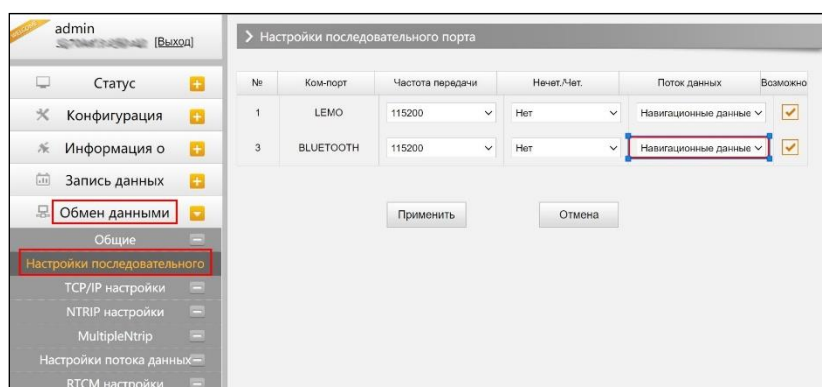 WELCOME
admin
[Выход]
Настройки последовательного порта
Статус
Конфигурация
Информация о
Запись данных
Обмен данными
Общие
Настройки последовательного
TCP/IP настройки
NTRIP настройки
MultipleNtrip
Настройки потока данных
RTCM настройки
№ Ком-порт Частота передачи Нечет./Чет. Поток данных Возможно
1 LEMO 115200 Нет Навигационные данные
3 BLUETOOTH 115200 Нет Навигационные данные
Применить Отмена